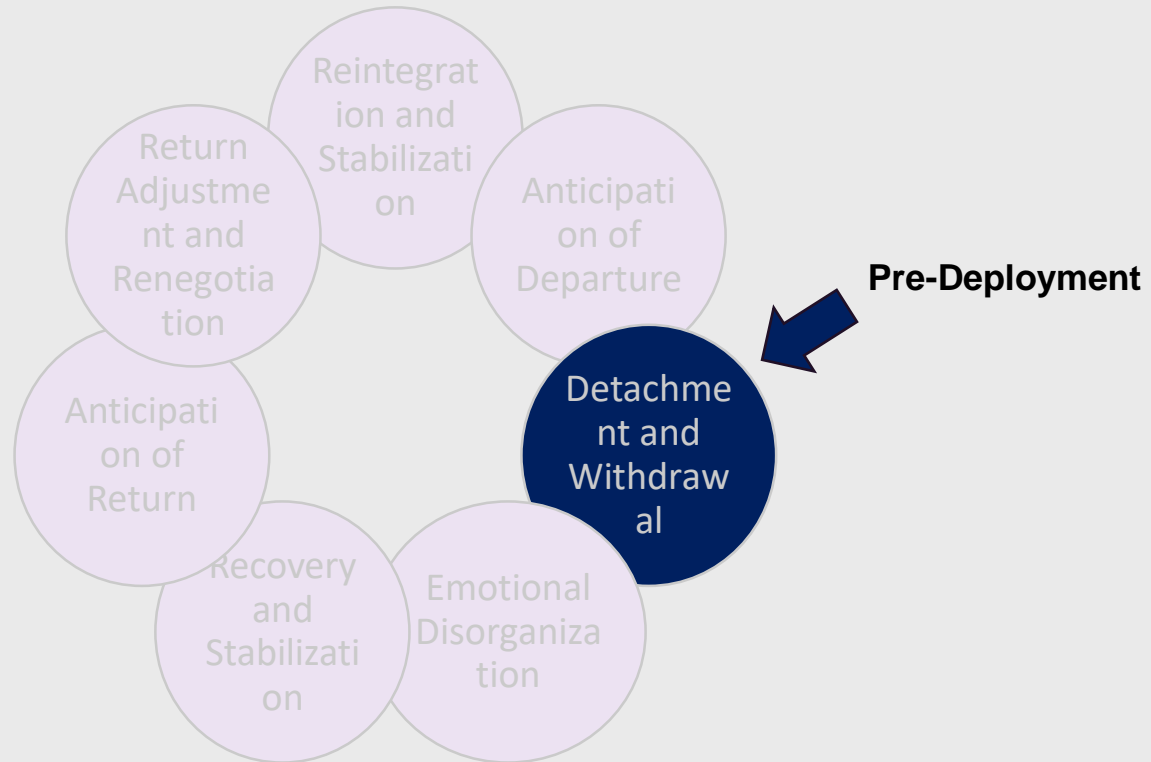 Reintegrat
ion and
Stabilizati
on
Anticipati
on of
Departure
Pre-Deployment
Detachme
nt and
Withdraw
al
Emotional
Disorganiza
tion
Recovery
and
Stabilizati
on
Anticipati
on of
Return
Return
Adjustme
nt and
Renegotia
tion